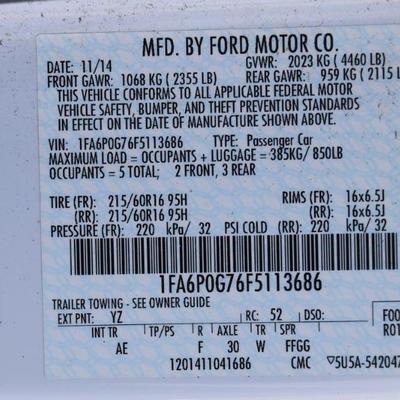 MFD. BY FORD MOTOR CO.
DATE: 11/14 GVWR: 2023 KG ( 4460 LB)
FRONT GAWR: 1068 KG ( 2355 LB) REAR GAWR: 959 KG ( 2115 L
THIS VEHICLE CONFORMS TO ALL APPLICABLE FEDERAL MOTOR
VEHICLE SAFETY, BUMPER, AND THEFT PREVENTION STANDARDS
IN EFFECT ON THE DATE OF MANUFACTURE SHOWN ABOVE.
VIN: 1FA6P0G76F5113686 TYPE: Passenger Car
MAXIMUM LOAD = OCCUPANTS + LUGGAGE = 385KG/ 850LB
OCCUPANTS = 5 TOTAL; 2 FRONT, 3 REAR
TIRE (FR): 215/60R16 95H RIMS (FR): 16x6.5J
TIRE (RR): 215/60R16 95H (RR): 16x6.5J
PRESSURE (FR): 220 kPa/ 32 PSI COLD (RR): 220 kPa/ 32
1FA6P0G76F5113686
TRAILER TOWING - SEE OWNER GUIDE
EXT PNT: YZ RC: 52 DSO: FOO
INT TR TP/PS R AXLE TR SPR RO1
AE F 30 W FFGG
1201411041686 CMC ▽5U5A-542047